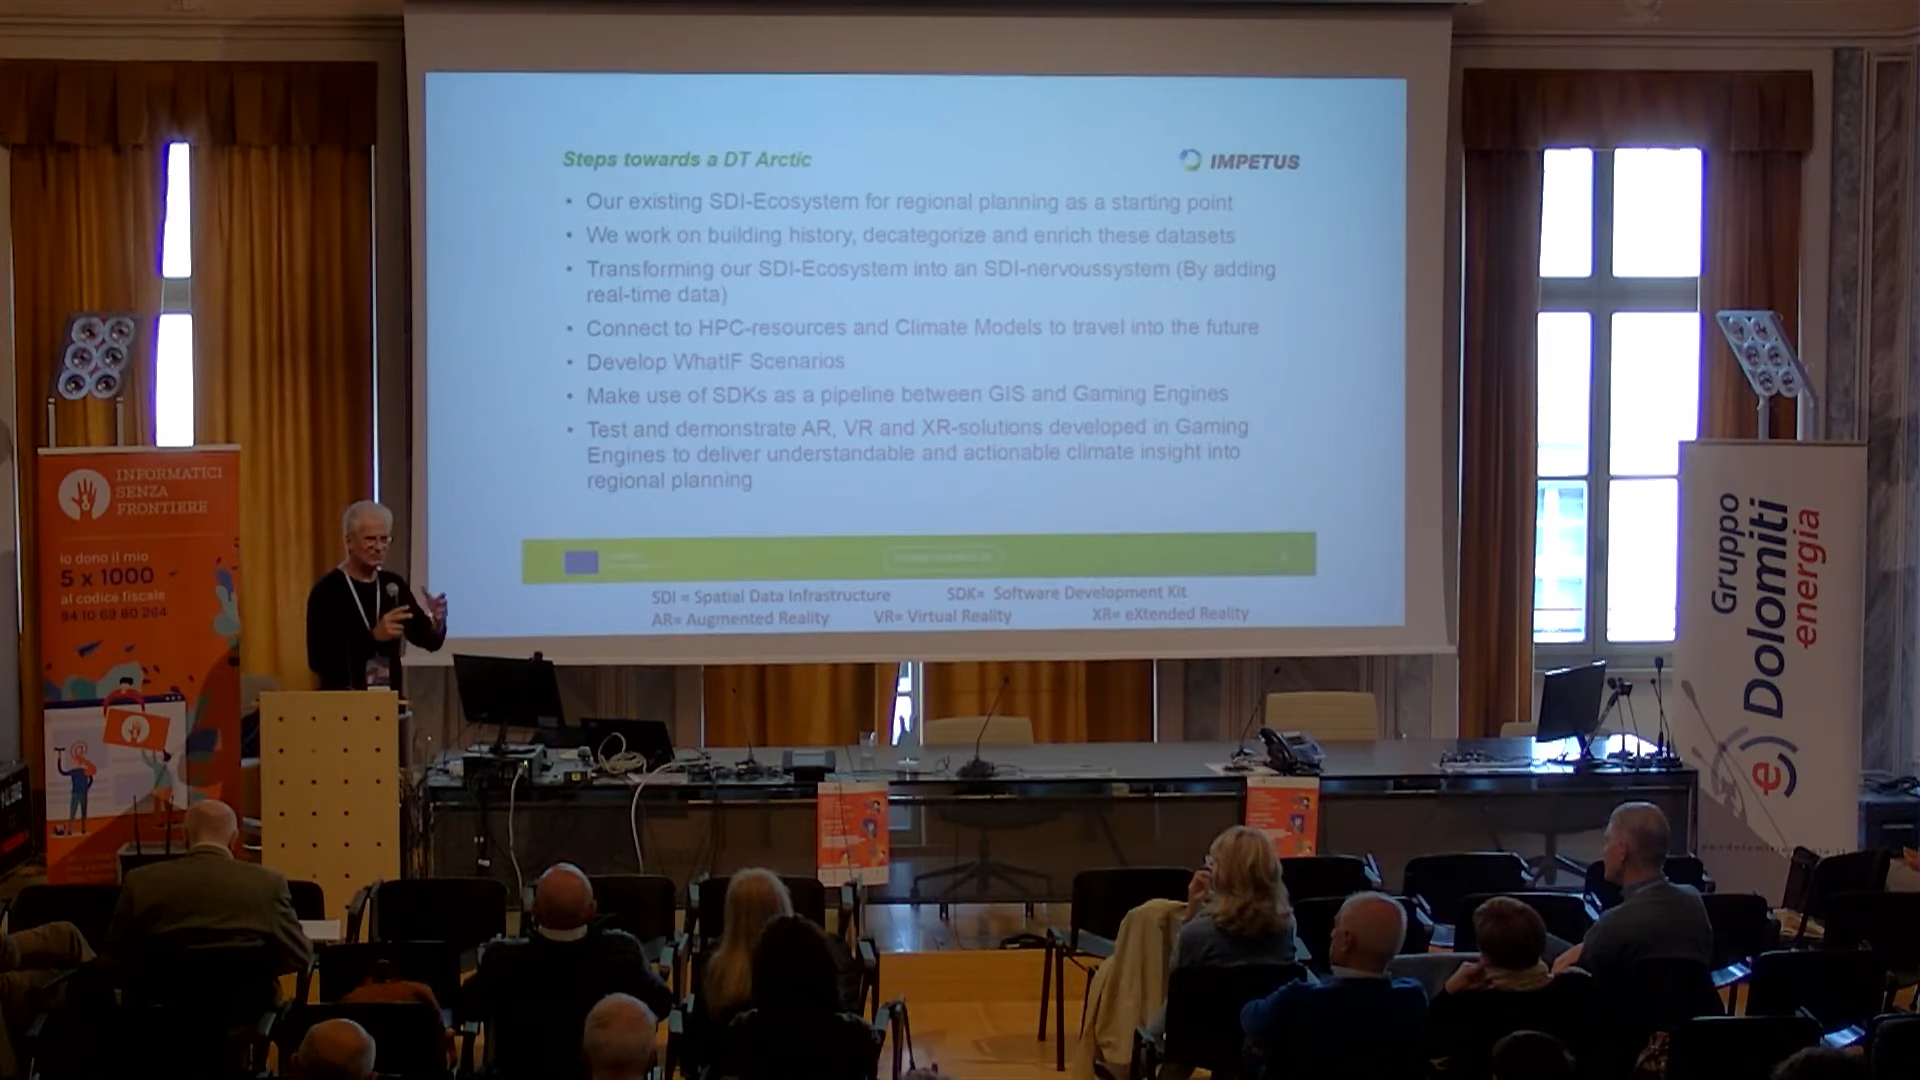 Steps towards a DT Arctic
IMPETUS
• Our existing SDI-Ecosystem for regional planning as a starting point
• We work on building history, decategorize and enrich these datasets
• Transforming our SDI-Ecosystem into an SDI-nervoussystem (By adding
real-time data)
• Connect to HPC-resources and Climate Models to travel into the future
• Develop WhatIF Scenarios
• Make use of SDKs as a pipeline between GIS and Gaming Engines
• Test and demonstrate AR, VR and XR-solutions developed in Gaming
Engines to deliver understandable and actionable climate insight into
regional planning
SDI = Spatial Data Infrastructure SDK= Software Development Kit
AR= Augmented Reality VR= Virtual Reality XR= eXtended Reality
INFORMATICI
SENZA
FRONTIERE
Io dono il mio
5 x 1000
al codice fiscale
94 10 69 80 264
Gruppo
Dolomiti
energia